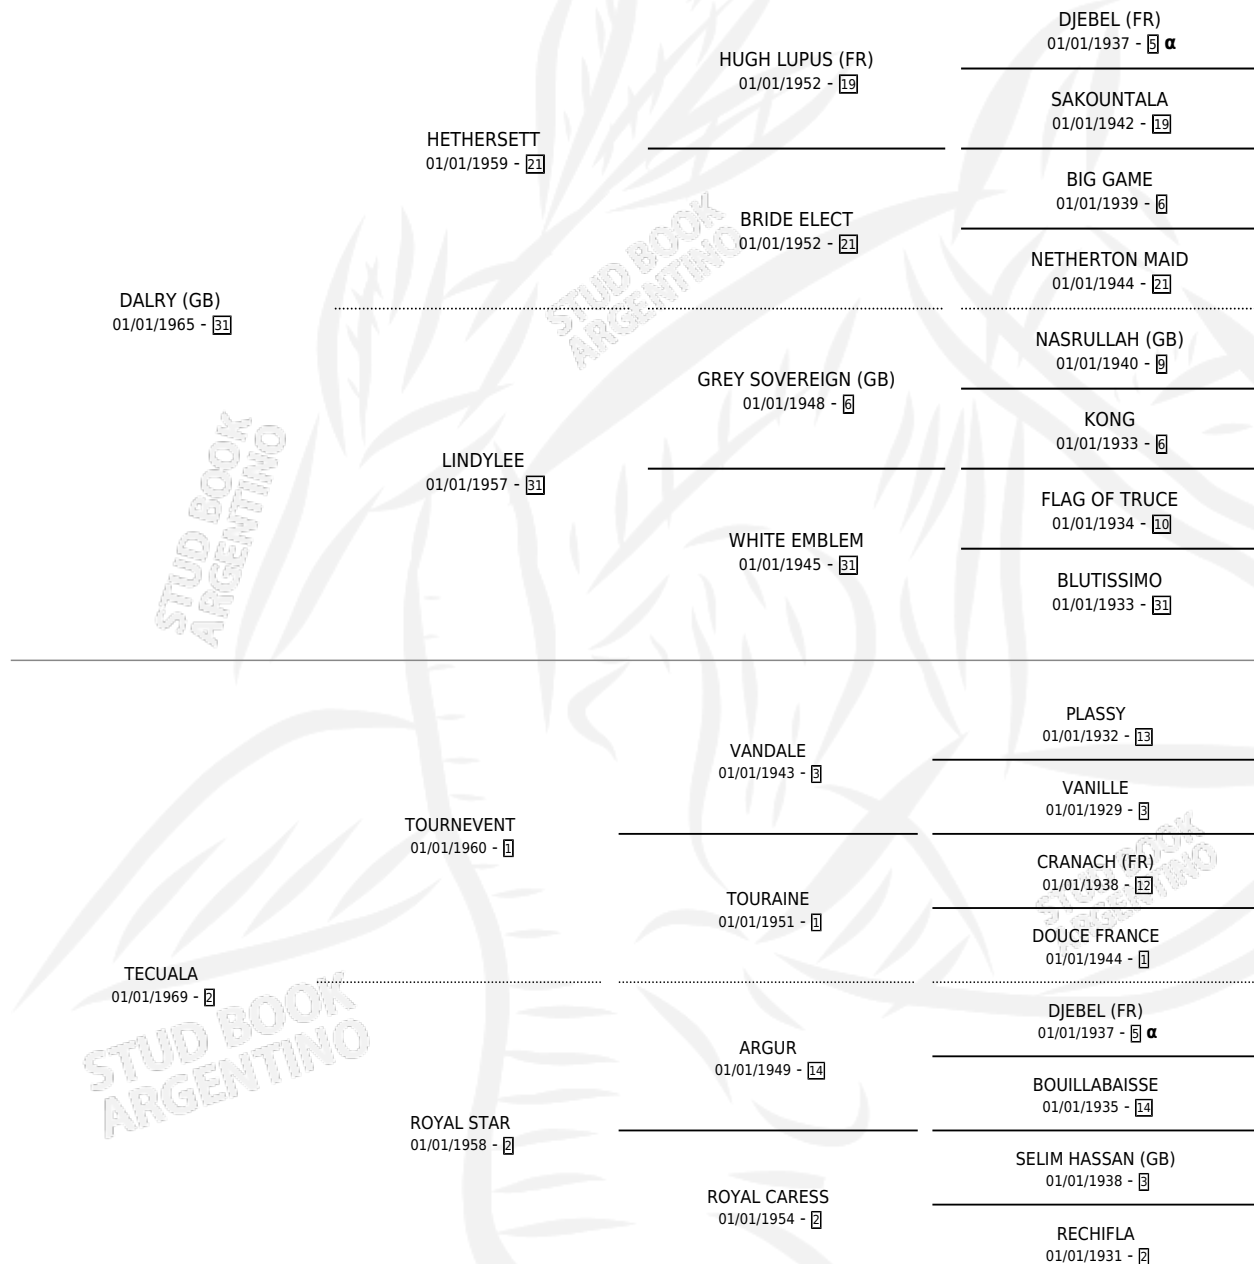 DJEBEL (FR)
01/01/1937 - 5 α
HUGH LUPUS (FR)
01/01/1952 - 19
SAKOUNTALA
01/01/1942 - 19
HETHERSETT
01/01/1959 - 21
BIG GAME
01/01/1939 - 6
BRIDE ELECT
01/01/1952 - 21
NETHERTON MAID
01/01/1944 - 21
DALRY (GB)
01/01/1965 - 31
NASRULLAH (GB)
01/01/1940 - 9
GREY SOVEREIGN (GB)
01/01/1948 - 6
KONG
01/01/1933 - 6
LINDYLEE
01/01/1957 - 31
FLAG OF TRUCE
01/01/1934 - 10
WHITE EMBLEM
01/01/1945 - 31
BLUTISSIMO
01/01/1933 - 31
PLASSY
01/01/1932 - 13
VANDALE
01/01/1943 - 3
VANILLE
01/01/1929 - 3
TOURNEVENT
01/01/1960 - 1
CRANACH (FR)
01/01/1938 - 12
TOURAINE
01/01/1951 - 1
DOUCE FRANCE
01/01/1944 - 1
TECUALA
01/01/1969 - 2
DJEBEL (FR)
01/01/1937 - 5 α
ARGUR
01/01/1949 - 14
BOUILLABAISSE
01/01/1935 - 14
ROYAL STAR
01/01/1958 - 2
SELIM HASSAN (GB)
01/01/1938 - 3
ROYAL CARESS
01/01/1954 - 2
RECHIFLA
01/01/1931 - 2
STUD BOOK
ARGENTINO
STUD BOOK
ARGENTINO
STUD BOOK
ARGENTINO
STUD BOOK
ARGENTINO